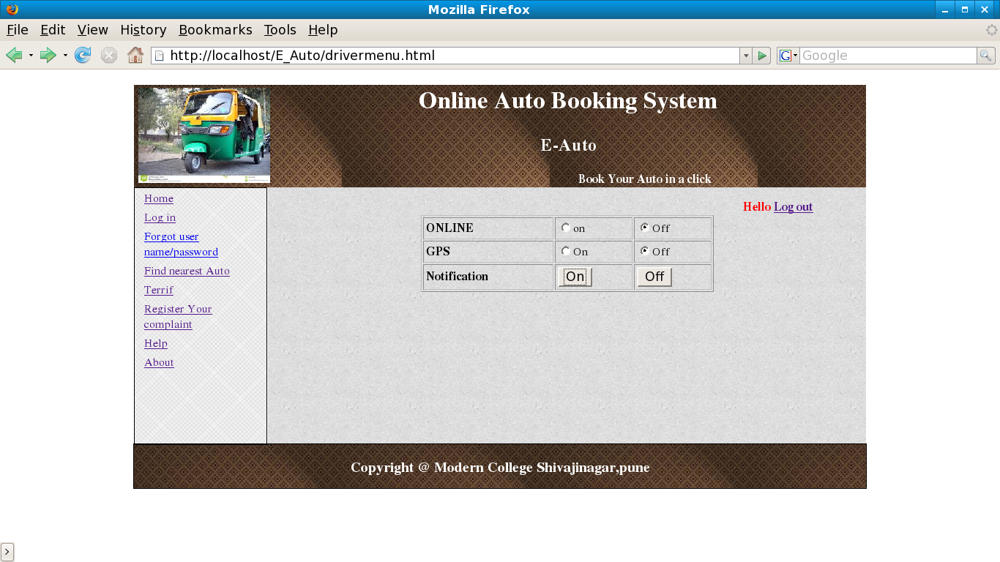 Mozilla Firefox
File Edit View History Bookmarks Tools Help
http://localhost/E_Auto/drivermenu.html
G Google
Online Auto Booking System
E-Auto
Book Your Auto in a click
Home
Log in
Forgot user
name/password
Find nearest Auto
Terrif
Register Your
complaint
Help
About
Hello Log out
ONLINE on Off
GPS On Off
Notification On Off
Copyright @ Modern College Shivajinagar,pune